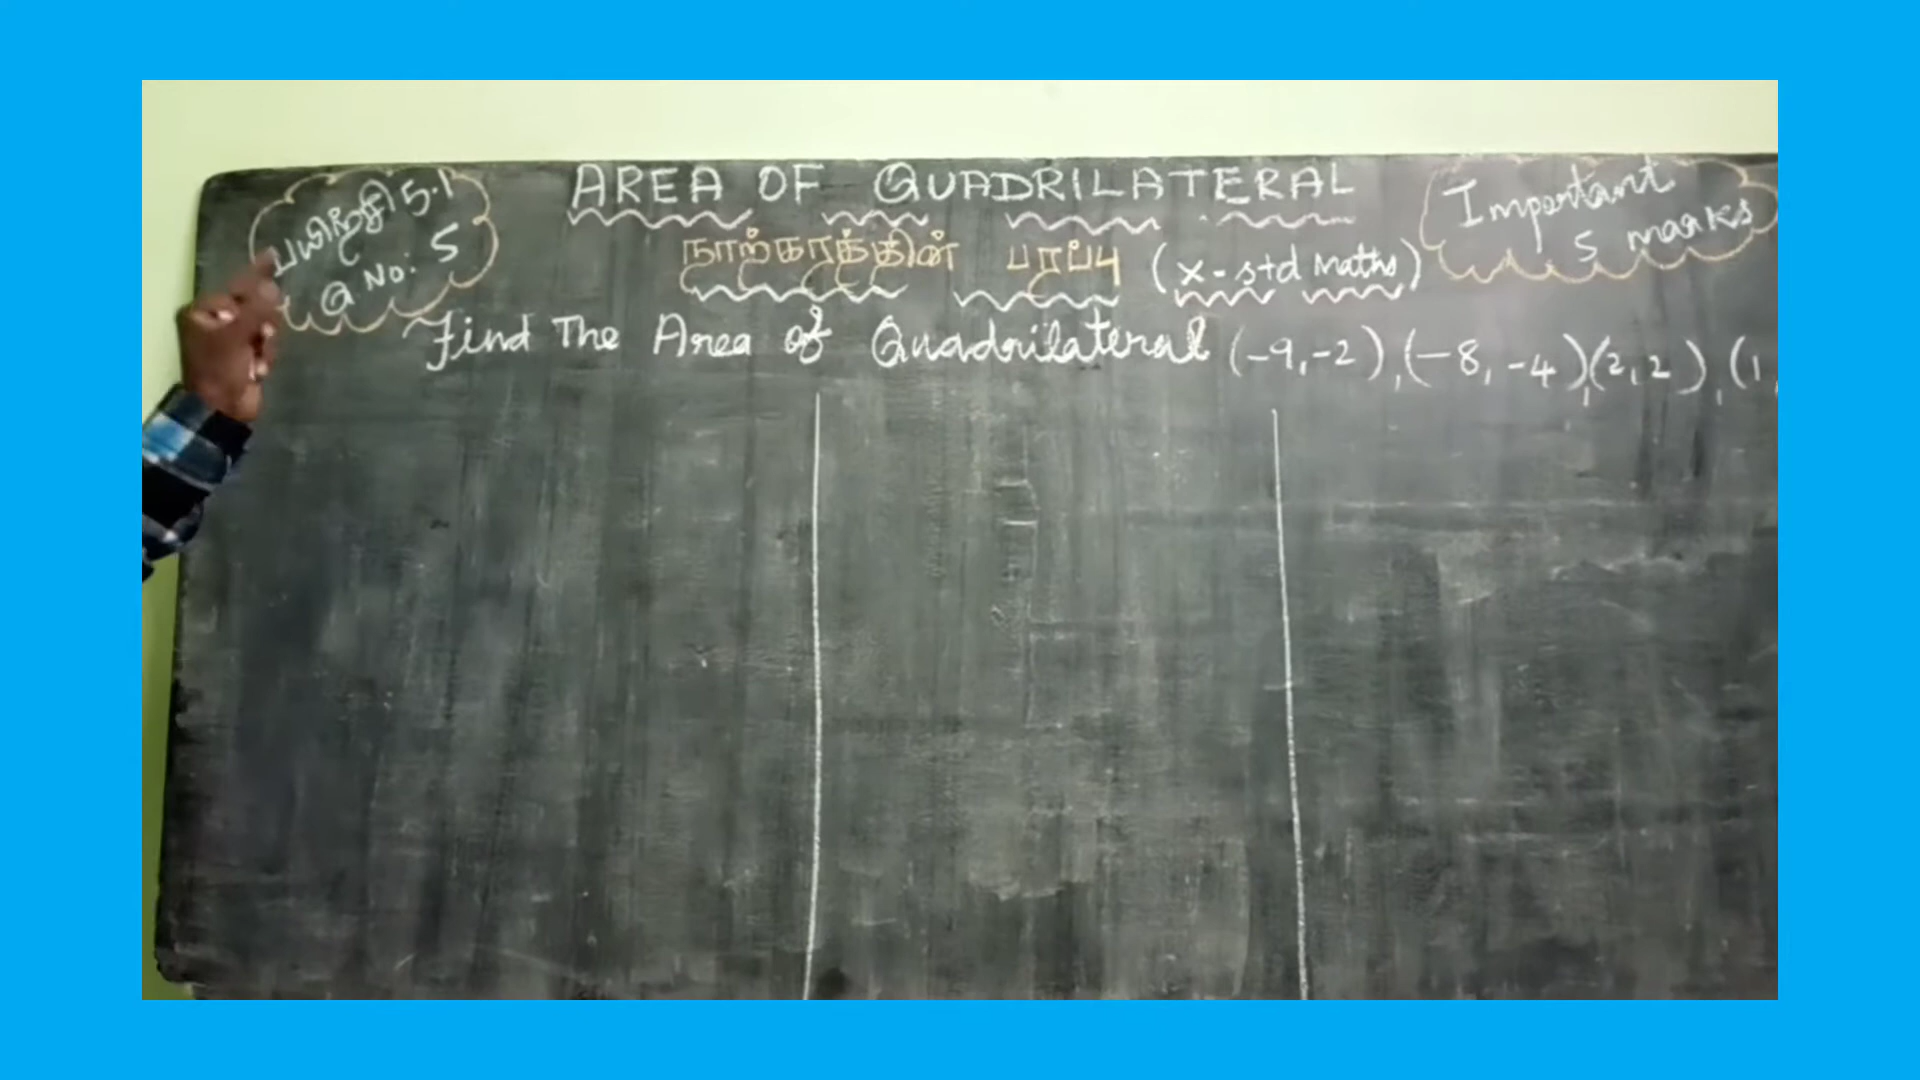 பயிற்சி 5.1
Q No: 5
AREA OF QUADRILATERAL
Important
5 marks
நாற்கரத்தின் பரப்பு (X-std Maths)
Find The Area of Quadrilateral (-9,-2),(-8,-4),(2,2),(1,